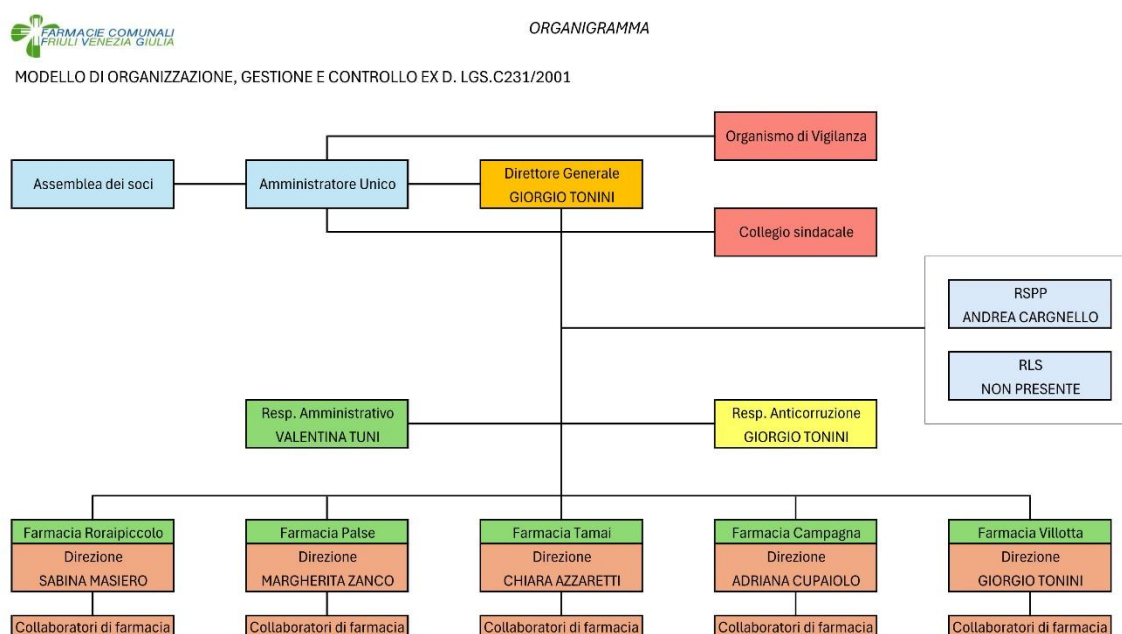 FARMACIE COMUNALI
FRIULI VENEZIA GIULIA
ORGANIGRAMMA
MODELLO DI ORGANIZZAZIONE, GESTIONE E CONTROLLO EX D. LGS.C231/2001
Organismo di Vigilanza
Assemblea dei soci
Amministratore Unico
Direttore Generale
GIORGIO TONINI
Collegio sindacale
RSPP
ANDREA CARGNELLO
RLS
NON PRESENTE
Resp. Amministrativo
VALENTINA TUNI
Resp. Anticorruzione
GIORGIO TONINI
Farmacia Roraipiccolo
Direzione
SABINA MASIERO
Collaboratori di farmacia
Farmacia Palse
Direzione
MARGHERITA ZANCO
Collaboratori di farmacia
Farmacia Tamai
Direzione
CHIARA AZZARETTI
Collaboratori di farmacia
Farmacia Campagna
Direzione
ADRIANA CUPAIOLO
Collaboratori di farmacia
Farmacia Villotta
Direzione
GIORGIO TONINI
Collaboratori di farmacia